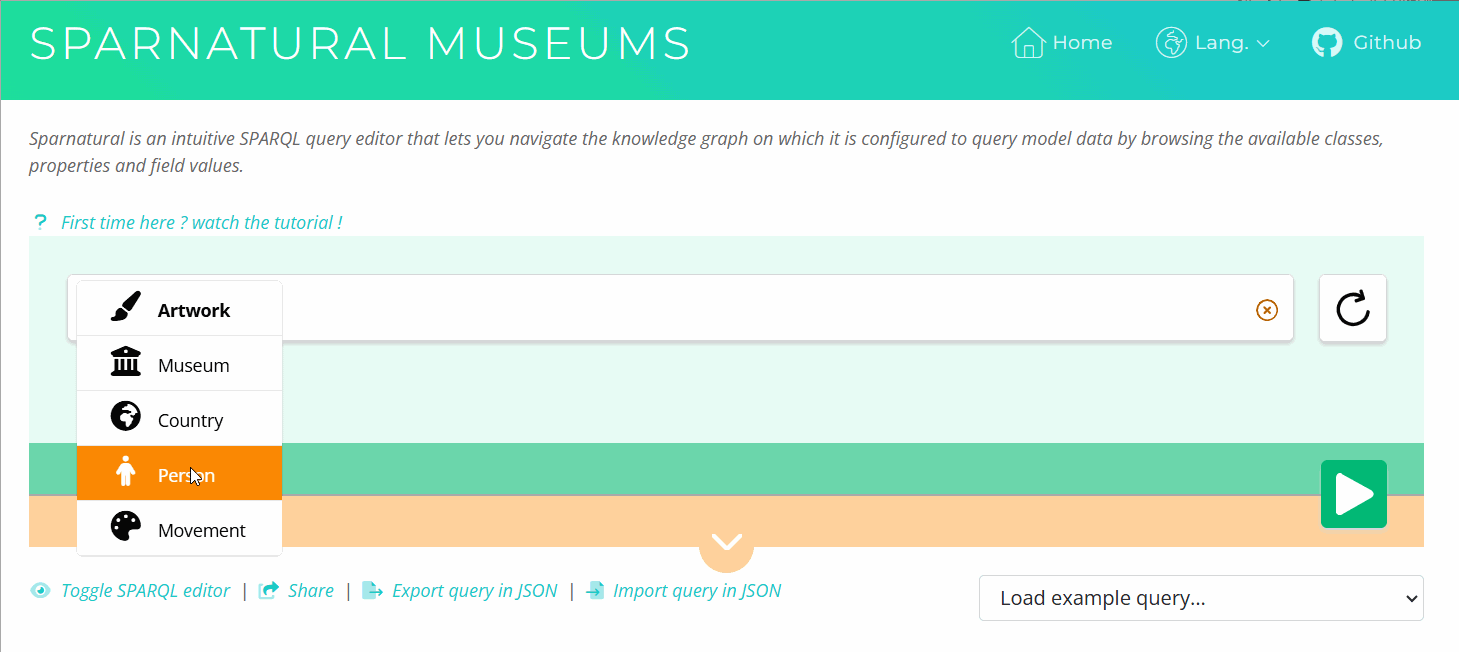 SPARNATURAL MUSEUMS
Home
Lang.
Github
Sparnatural is an intuitive SPARQL query editor that lets you navigate the knowledge graph on which it is configured to query model data by browsing the available classes,
properties and field values.
? First time here ? watch the tutorial !
Artwork
Museum
Country
Person
Movement
Toggle SPARQL editor | Share | Export query in JSON | Import query in JSON
Load example query...